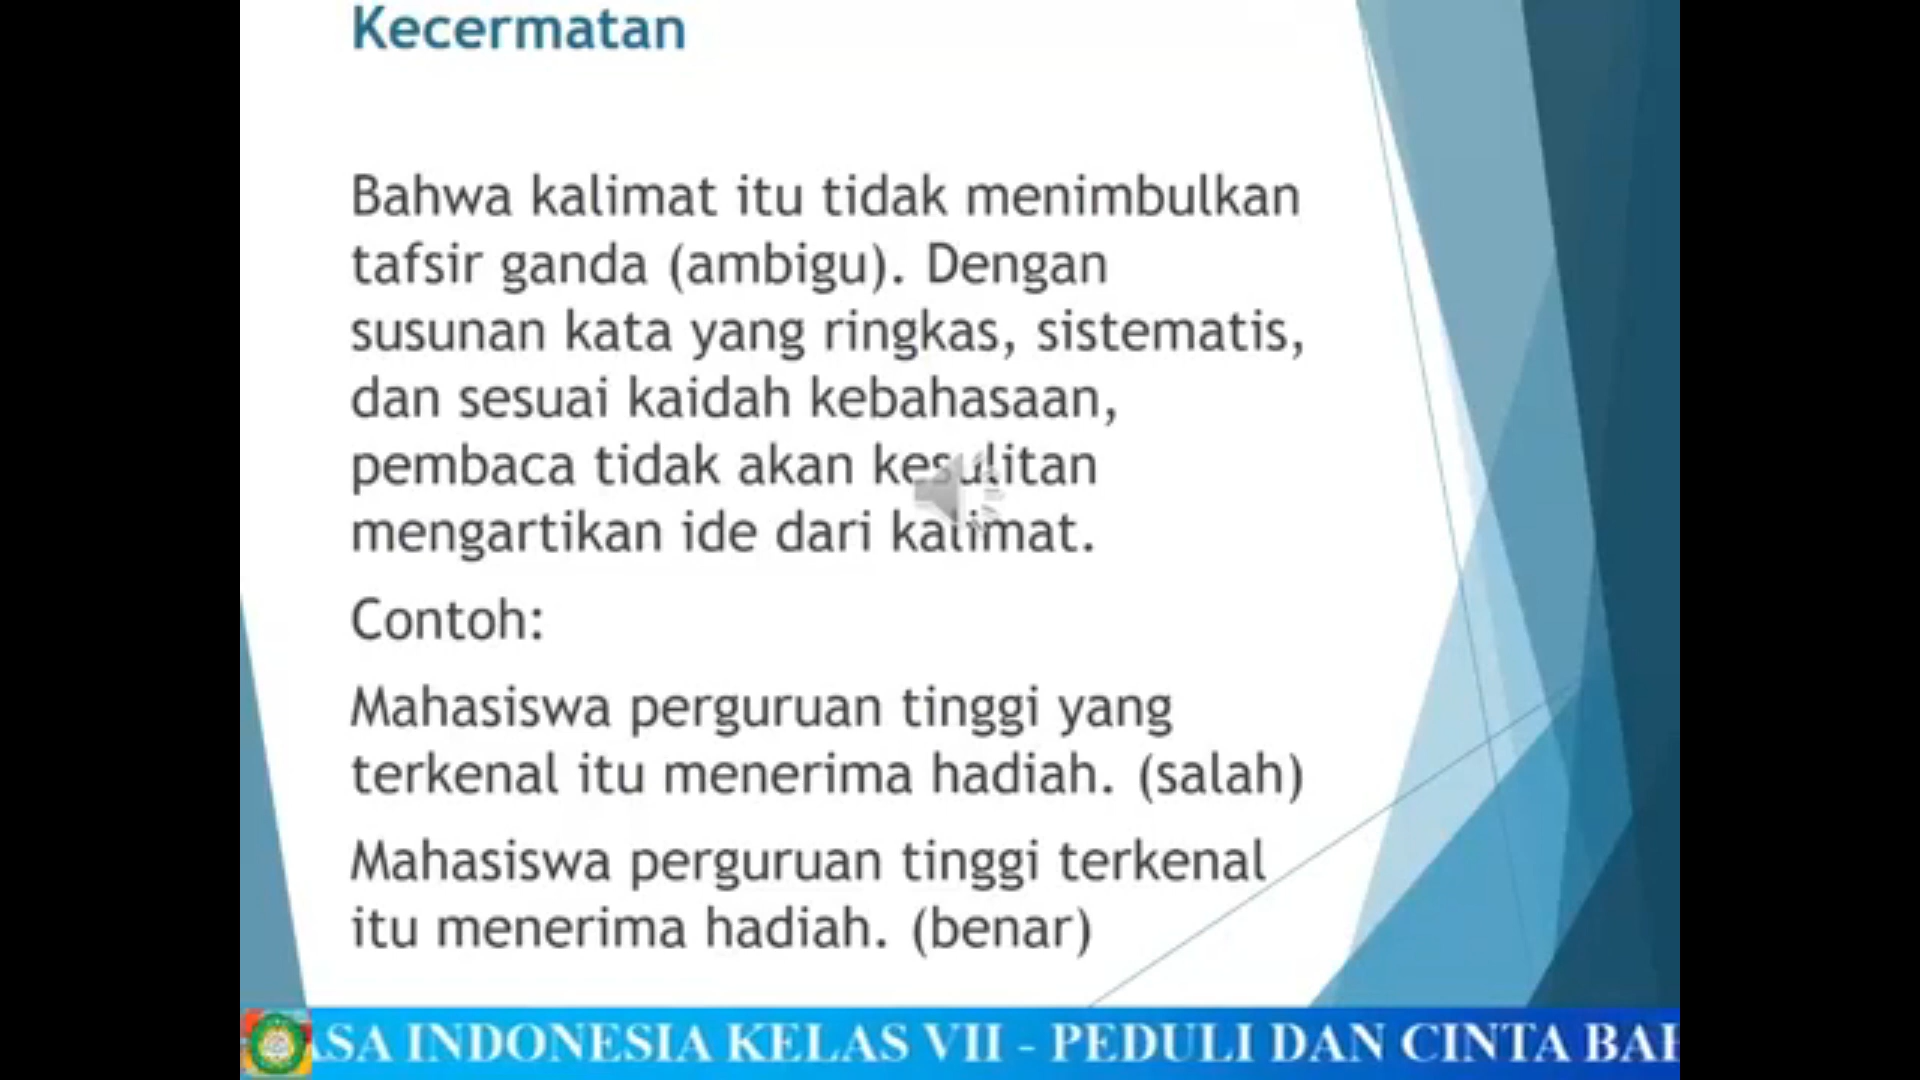 Kecermatan
Bahwa kalimat itu tidak menimbulkan
tafsir ganda (ambigu). Dengan
susunan kata yang ringkas, sistematis,
dan sesuai kaidah kebahasaan,
pembaca tidak akan kesulitan
mengartikan ide dari kalimat.
Contoh:
Mahasiswa perguruan tinggi yang
terkenal itu menerima hadiah. (salah)
Mahasiswa perguruan tinggi terkenal
itu menerima hadiah. (benar)
INDONESIA KELAS VII - PEDULI DAN CINTA